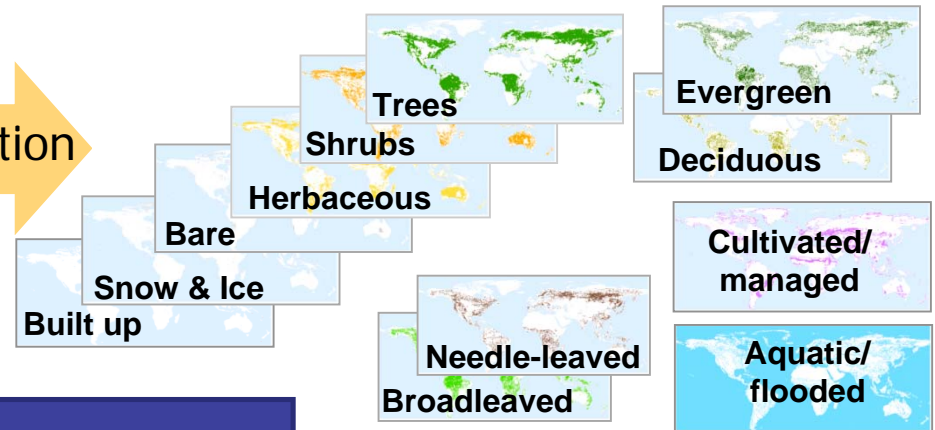 tion
Trees
Shrubs
Herbaceous
Bare
Snow & Ice
Built up
Evergreen
Deciduous
Cultivated/
managed
Needle-leaved
Broadleaved
Aquatic/
flooded